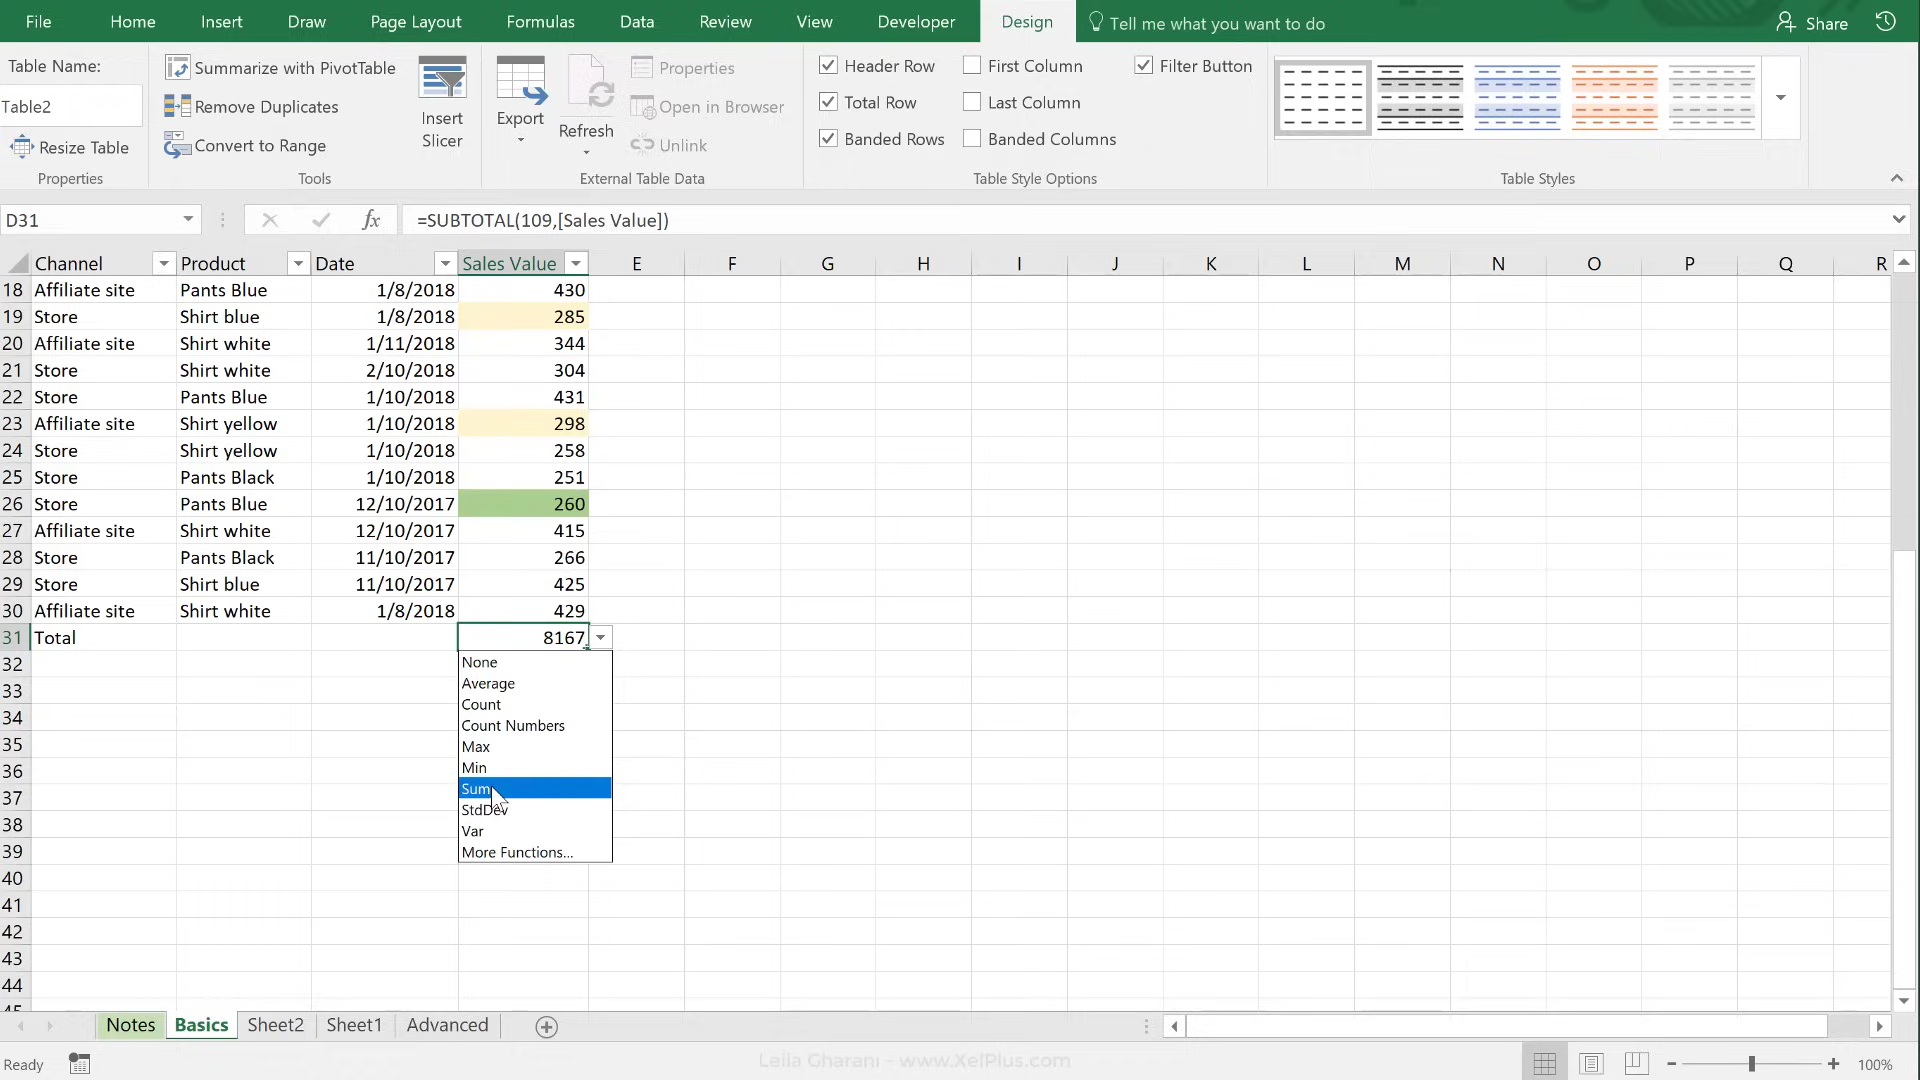 File Home Insert Draw Page Layout Formulas Data Review View Developer Design Tell me what you want to do Share
Table Name:
Table2
Resize Table
Properties
Summarize with PivotTable
Remove Duplicates
Convert to Range
Tools
Insert
Slicer
Export
Refresh
Properties
Open in Browser
Unlink
External Table Data
Header Row First Column Filter Button
Total Row Last Column
Banded Rows Banded Columns
Table Style Options
Table Styles
D31 fx =SUBTOTAL(109,[Sales Value])
Channel Product Date Sales Value E F G H I J K L M N O P Q R
18 Affiliate site Pants Blue 1/8/2018 430
19 Store Shirt blue 1/8/2018 285
20 Affiliate site Shirt white 1/11/2018 344
21 Store Shirt white 2/10/2018 304
22 Store Pants Blue 1/10/2018 431
23 Affiliate site Shirt yellow 1/10/2018 298
24 Store Shirt yellow 1/10/2018 258
25 Store Pants Black 1/10/2018 251
26 Store Pants Blue 12/10/2017 260
27 Affiliate site Shirt white 12/10/2017 415
28 Store Pants Black 11/10/2017 266
29 Store Shirt blue 11/10/2017 425
30 Affiliate site Shirt white 1/8/2018 429
31 Total 8167
32
33
34
35
36
37
38
39
40
41
42
43
44
45
None
Average
Count
Count Numbers
Max
Min
Sum
StdDev
Var
More Functions...
Notes Basics Sheet2 Sheet1 Advanced
Ready Leila Gharani - www.XelPlus.com 100%